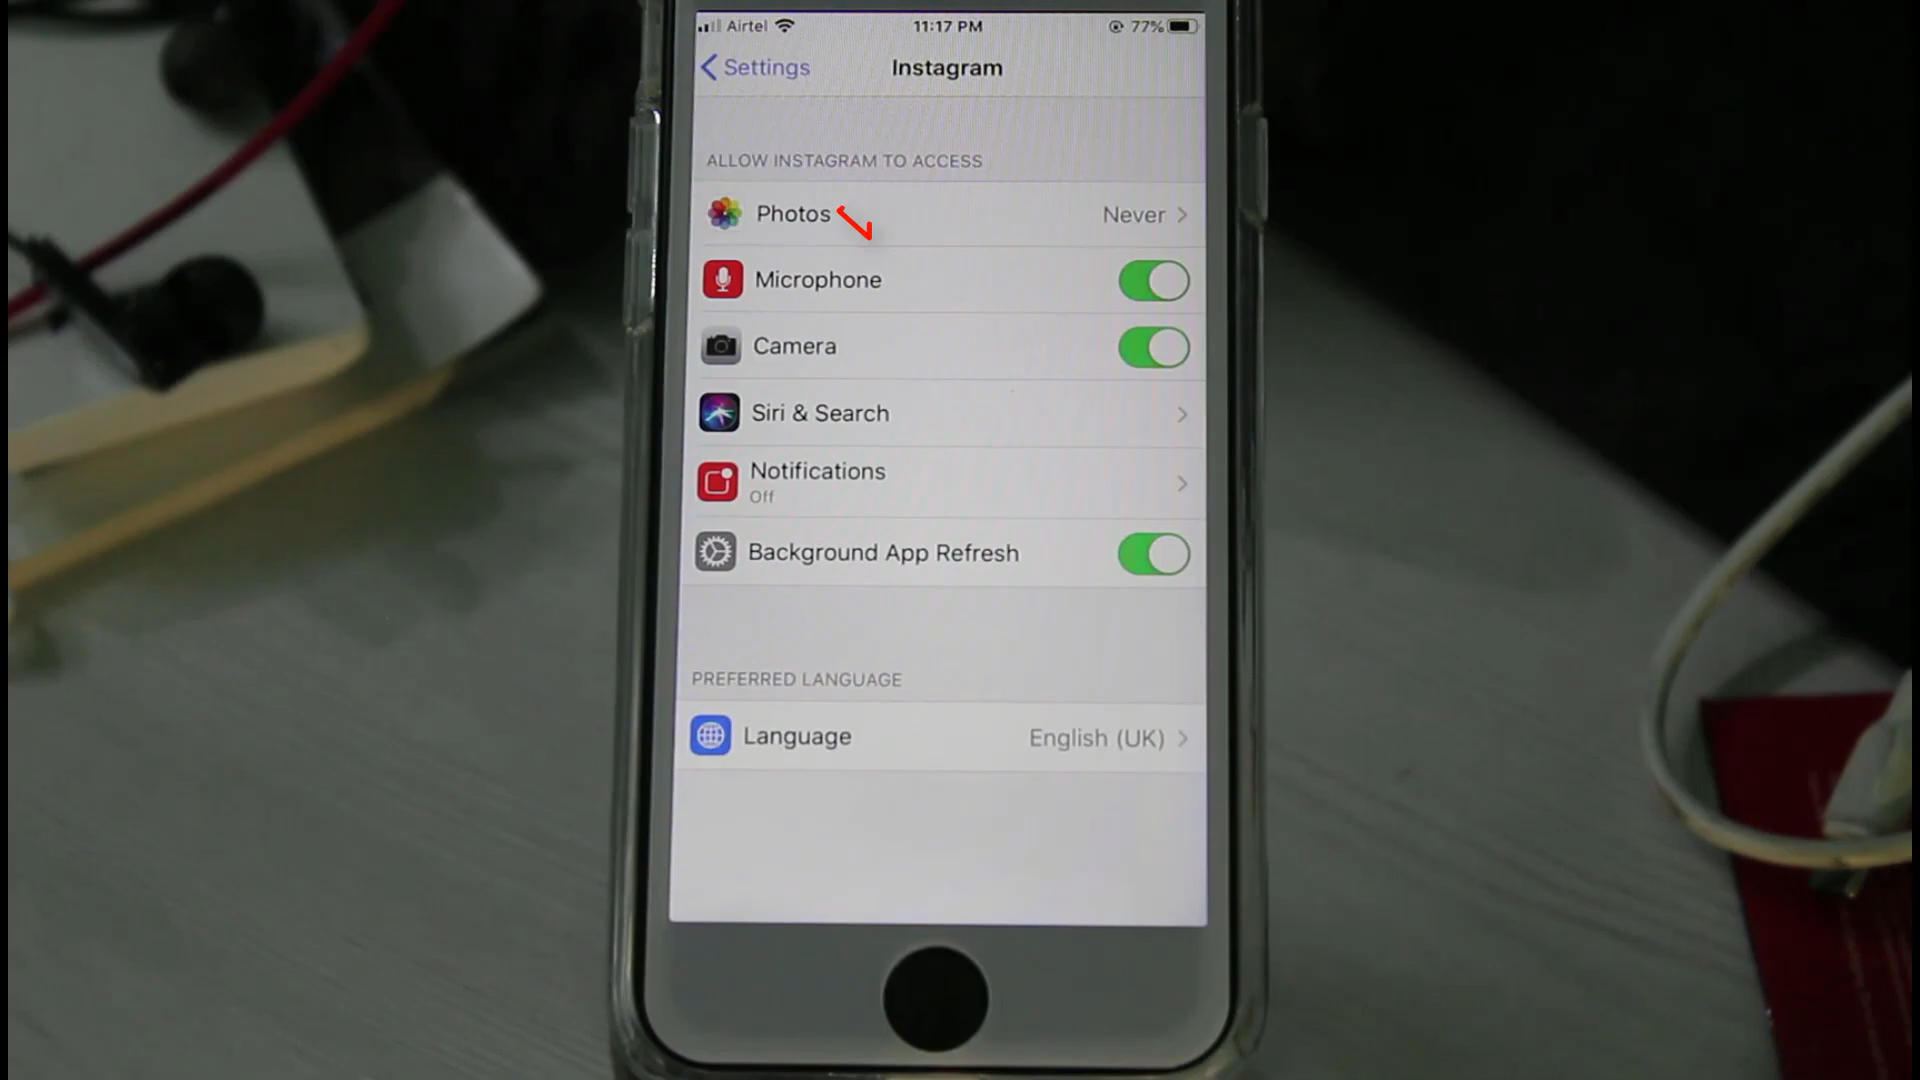 Airtel 11:17 PM 77%
Settings Instagram
ALLOW INSTAGRAM TO ACCESS
Photos Never
Microphone
Camera
Siri & Search
Notifications
Off
Background App Refresh
PREFERRED LANGUAGE
Language English (UK)